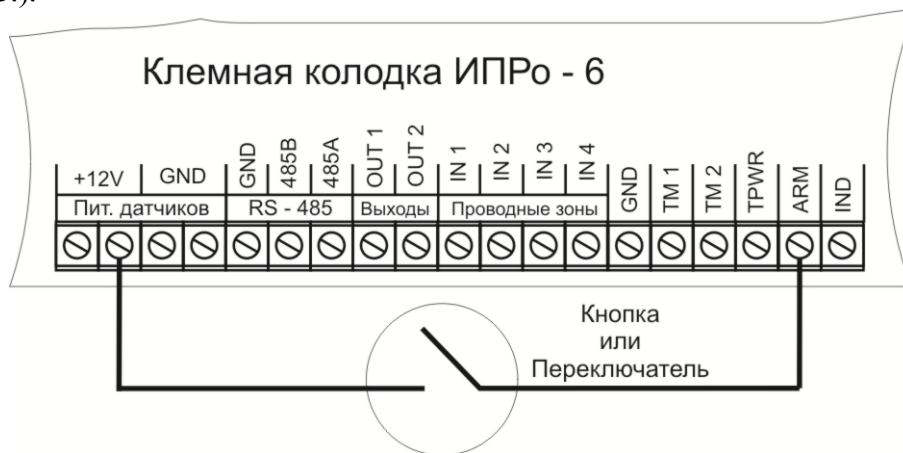 Клемная колодка ИПРо - 6
+12V GND GND 485B 485A OUT 1 OUT 2 IN 1 IN 2 IN 3 IN 4 GND TM 1 TM 2 TPWR ARM IND
Пит. датчиков RS - 485 Выходы Проводные зоны
Кнопка
или
Переключатель